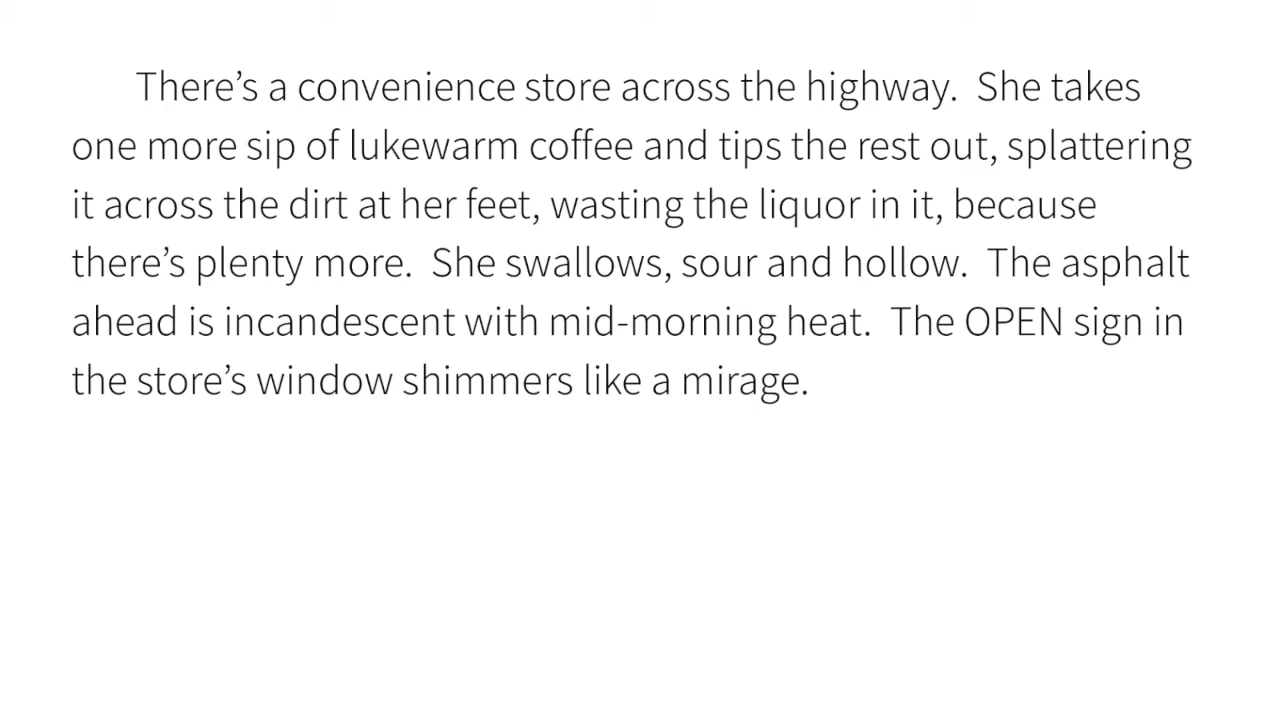 There’s a convenience store across the highway.  She takes
one more sip of lukewarm coffee and tips the rest out, splattering
it across the dirt at her feet, wasting the liquor in it, because
there’s plenty more.  She swallows, sour and hollow.  The asphalt
ahead is incandescent with mid-morning heat.  The OPEN sign in
the store’s window shimmers like a mirage.